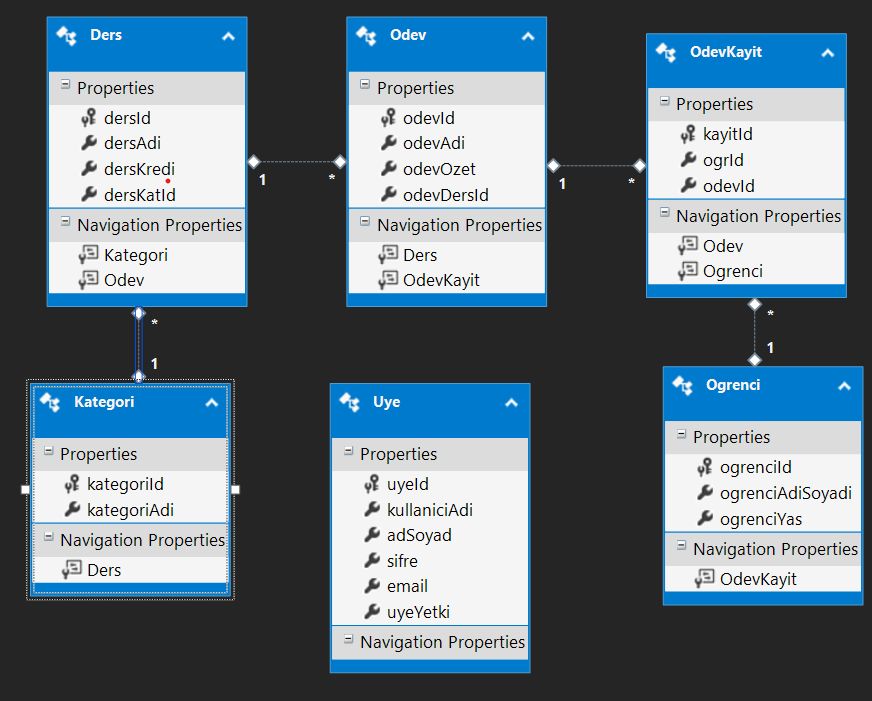 Ders
Properties
dersId
dersAdi
dersKredi
dersKatId
Navigation Properties
Kategori
Odev
1
*
Odev
Properties
odevId
odevAdi
odevOzet
odevDersId
Navigation Properties
Ders
OdevKayit
1
*
OdevKayit
Properties
kayitId
ogrId
odevId
Navigation Properties
Odev
Ogrenci
*
1
*
1
Kategori
Properties
kategoriId
kategoriAdi
Navigation Properties
Ders
Uye
Properties
uyeId
kullaniciAdi
adSoyad
sifre
email
uyeYetki
Navigation Properties
Ogrenci
Properties
ogrenciId
ogrenciAdiSoyadi
ogrenciYas
Navigation Properties
OdevKayit